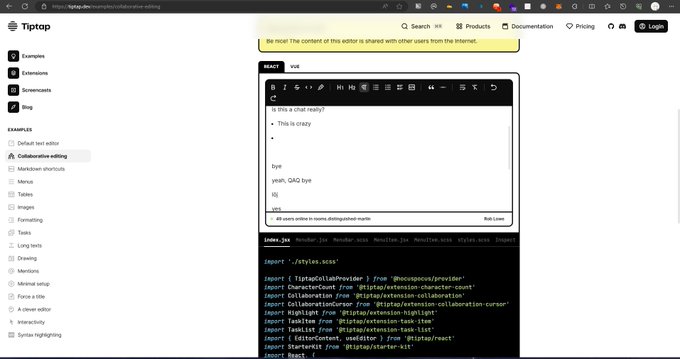 https://tiptap.dev/examples/collaborative-editing
Tiptap
Search ⌘K
Products
Documentation
Pricing
Login
Be nice! The content of this editor is shared with other users from the Internet.
Examples
Extensions
Screencasts
Blog
EXAMPLES
Default text editor
Collaborative editing
Markdown shortcuts
Menus
Tables
Images
Formatting
Tasks
Long texts
Drawing
Mentions
Minimal setup
Force a title
A clever editor
Interactivity
Syntax highlighting
REACT VUE
B I S <> H1 H2
is this a chat really?
• This is crazy
•
bye
yeah, QAQ bye
yes
49 users online in rooms.distinguished-marlin
Rob Lowe
index.jsx MenuBar.jsx MenuBar.scss MenuItem.jsx MenuItem.scss styles.scss Inspect
import './styles.scss'
import { TiptapCollabProvider } from '@hocuspocus/provider'
import CharacterCount from '@tiptap/extension-character-count'
import Collaboration from '@tiptap/extension-collaboration'
import CollaborationCursor from '@tiptap/extension-collaboration-cursor'
import Highlight from '@tiptap/extension-highlight'
import TaskItem from '@tiptap/extension-task-item'
import TaskList from '@tiptap/extension-task-list'
import { EditorContent, useEditor } from '@tiptap/react'
import StarterKit from '@tiptap/starter-kit'
import React, {